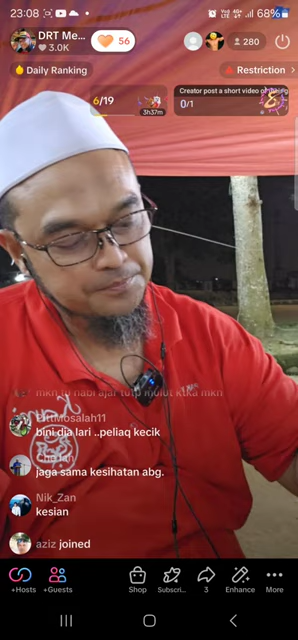 23:08
68%
DRT Me...
3.0K
56
280
Daily Ranking
Restriction >
6/19
3h37m
Creator post a short video
0/1
mkn tu nabi ajar tutp mulut ktka mkn
MosaIah11
bini dia lari ..peliaq kecik
jaga sama kesihatan abg.
Nik_Zan
kesian
aziz joined
+Hosts
+Guests
Shop
Subscri...
3
Enhance
More